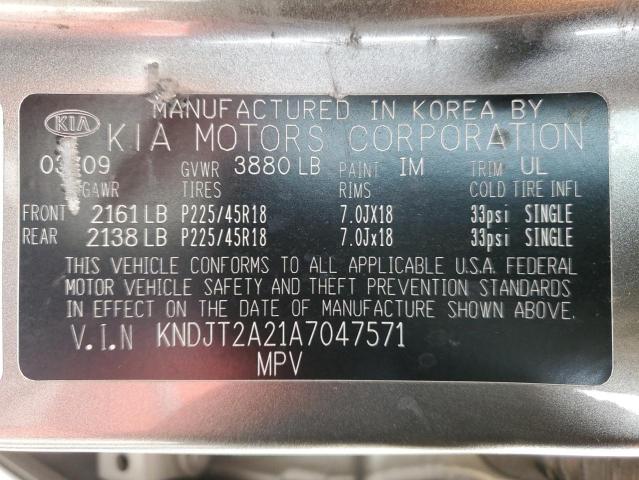 MANUFACTURED IN KOREA BY
KIA KIA MOTORS CORPORATION
GVWR 3880 LB PAINT IM TRIM UL
GAWR TIRES RIMS COLD TIRE INFL
FRONT 2161 LB P225/45R18 7.0JX18 33psi SINGLE
REAR 2138 LB P225/45R18 7.0Jx18 33psi SINGLE
THIS VEHICLE CONFORMS TO ALL APPLICABLE U.S.A. FEDERAL
MOTOR VEHICLE SAFETY AND THEFT PREVENTION STANDARDS
IN EFFECT ON THE DATE OF MANUFACTURE SHOWN ABOVE.
V.I.N KNDJT2A21A7047571
MPV